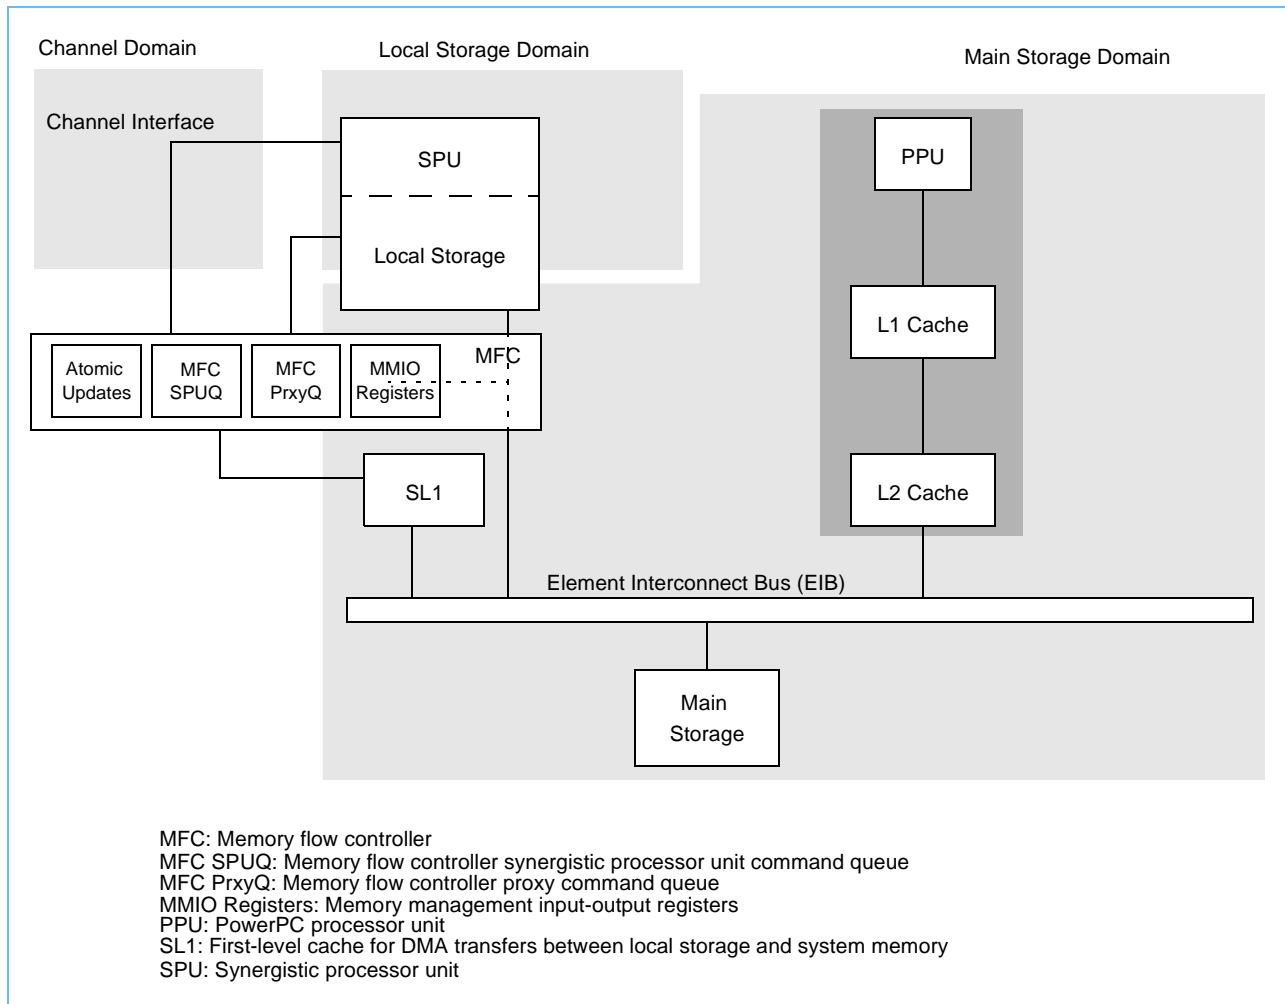 Channel Domain
Local Storage Domain
Main Storage Domain
Channel Interface
SPU
PPU
Local Storage
L1 Cache
MFC
Atomic
Updates
MFC
SPUQ
MFC
PrxyQ
MMIO
Registers
SL1
L2 Cache
Element Interconnect Bus (EIB)
Main
Storage
MFC: Memory flow controller
MFC SPUQ: Memory flow controller synergistic processor unit command queue
MFC PrxyQ: Memory flow controller proxy command queue
MMIO Registers: Memory management input-output registers
PPU: PowerPC processor unit
SL1: First-level cache for DMA transfers between local storage and system memory
SPU: Synergistic processor unit